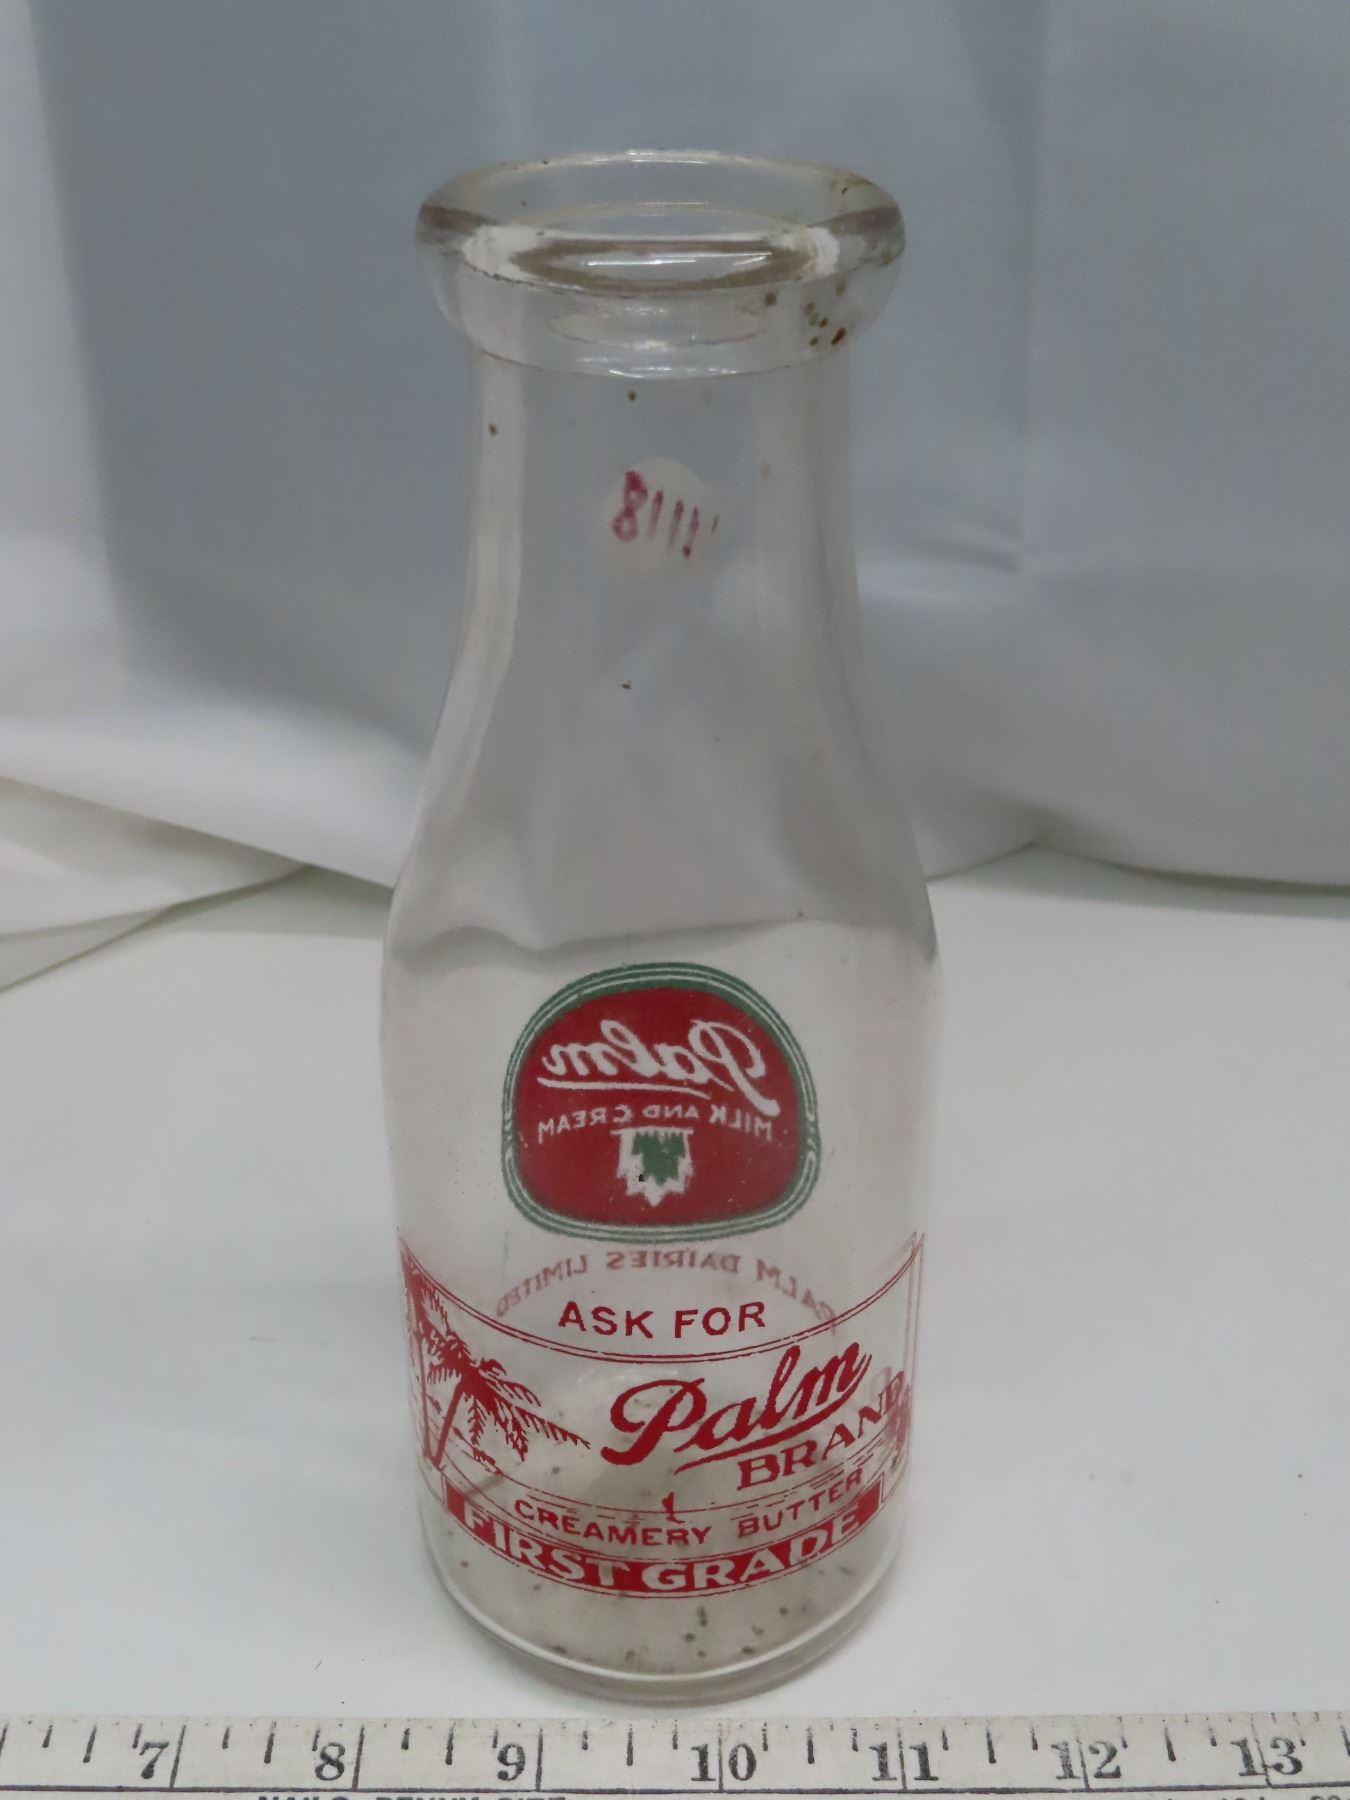 8111
Palm
MILK AND CREAM
PALM DAIRIES LIMITED
ASK FOR
Palm
BRAND
CREAMERY BUTTER
FIRST GRADE
7 8 9 10 11 12 13